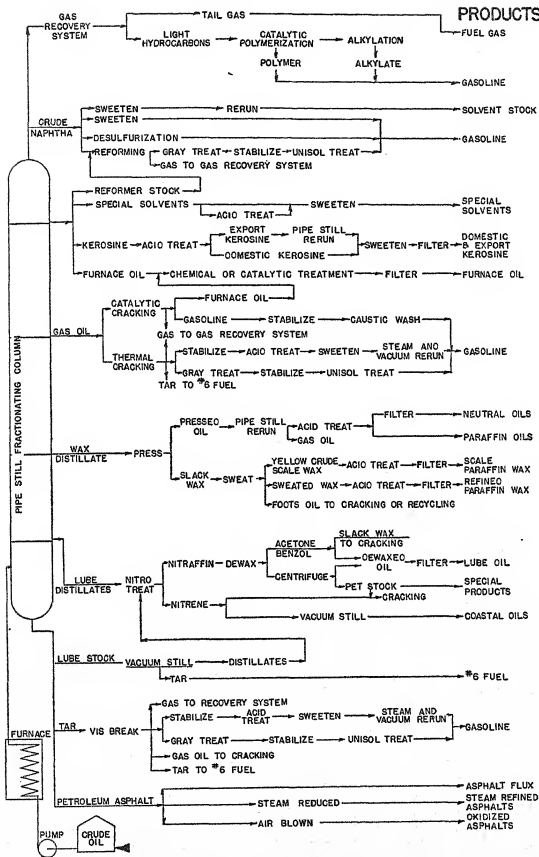 PRODUCTS
GAS RECOVERY SYSTEM
TAIL GAS
FUEL GAS
LIGHT HYDROCARBONS
CATALYTIC POLYMERIZATION
ALKYLATION
POLYMER
ALKYLATE
GASOLINE
CRUDE NAPHTHA
SWEETEN
RERUN
SOLVENT STOCK
SWEETEN
DESULFURIZATION
GASOLINE
REFORMING
GRAY TREAT
STABILIZE
UNISOL TREAT
GAS TO GAS RECOVERY SYSTEM
REFORMER STOCK
SPECIAL SOLVENTS
SWEETEN
SPECIAL SOLVENTS
ACID TREAT
KEROSINE
ACID TREAT
EXPORT KEROSINE
PIPE STILL RERUN
DOMESTIC KEROSINE
SWEETEN
FILTER
DOMESTIC & EXPORT KEROSINE
FURNACE OIL
CHEMICAL OR CATALYTIC TREATMENT
FILTER
FURNACE OIL
PIPE STILL FRACTIONATING COLUMN
GAS OIL
CATALYTIC CRACKING
FURNACE OIL
GASOLINE
STABILIZE
CAUSTIC WASH
GAS TO GAS RECOVERY SYSTEM
THERMAL CRACKING
STABILIZE
ACID TREAT
SWEETEN
STEAM AND VACUUM RERUN
GASOLINE
GRAY TREAT
STABILIZE
UNISOL TREAT
TAR TO #6 FUEL
WAX DISTILLATE
PRESS
PRESSED OIL
PIPE STILL RERUN
ACID TREAT
GAS OIL
FILTER
NEUTRAL OILS
PARAFFIN OILS
SLACK WAX
SWEAT
YELLOW CRUDE SCALE WAX
ACID TREAT
FILTER
SCALE PARAFFIN WAX
SWEATED WAX
ACID TREAT
FILTER
REFINED PARAFFIN WAX
FOOTS OIL TO CRACKING OR RECYCLING
LUBE DISTILLATES
NITRO TREAT
NITRAFFIN
DEWAX
ACETONE BENZOL
SLACK WAX TO CRACKING
DEWAXED OIL
FILTER
LUBE OIL
CENTRIFUGE
PET STOCK
SPECIAL PRODUCTS
NITRENE
CRACKING
VACUUM STILL
COASTAL OILS
LUBE STOCK
VACUUM STILL
DISTILLATES
TAR
#6 FUEL
TAR
VIS BREAK
GAS TO RECOVERY SYSTEM
STABILIZE
ACID TREAT
SWEETEN
STEAM AND VACUUM RERUN
GASOLINE
GRAY TREAT
STABILIZE
UNISOL TREAT
GAS OIL TO CRACKING
TAR TO #6 FUEL
FURNACE
PETROLEUM ASPHALT
ASPHALT FLUX
STEAM REDUCED
STEAM REFINED ASPHALTS
AIR BLOWN
OXIDIZED ASPHALTS
PUMP
CRUDE OIL